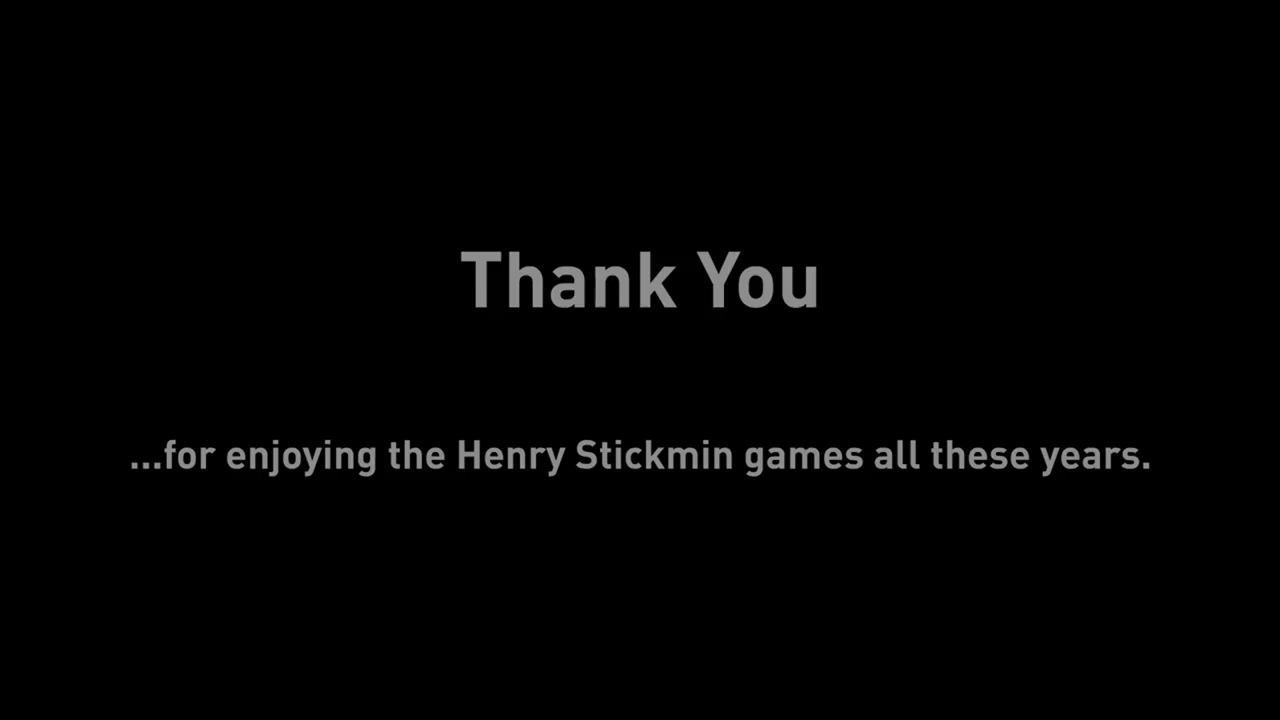 Thank You
...for enjoying the Henry Stickmin games all these years.